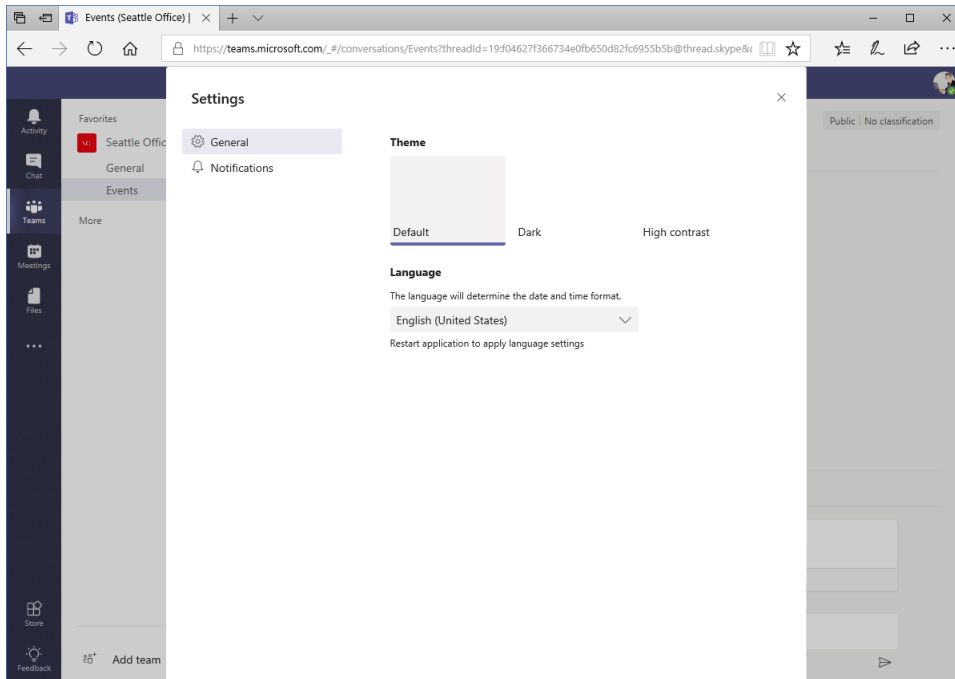 Events (Seattle Office) |
https://teams.microsoft.com/_#/conversations/Events?threadId=19:f04627f366734e0fb650d82fc6955b5b@thread.skype&
Settings
Activity
Favorites
Public | No classification
Seattle Offic
General
Theme
Chat
General
Notifications
Events
Teams
More
Default
Dark
High contrast
Meetings
Language
The language will determine the date and time format.
Files
English (United States)
Restart application to apply language settings
Store
Add team
Feedback